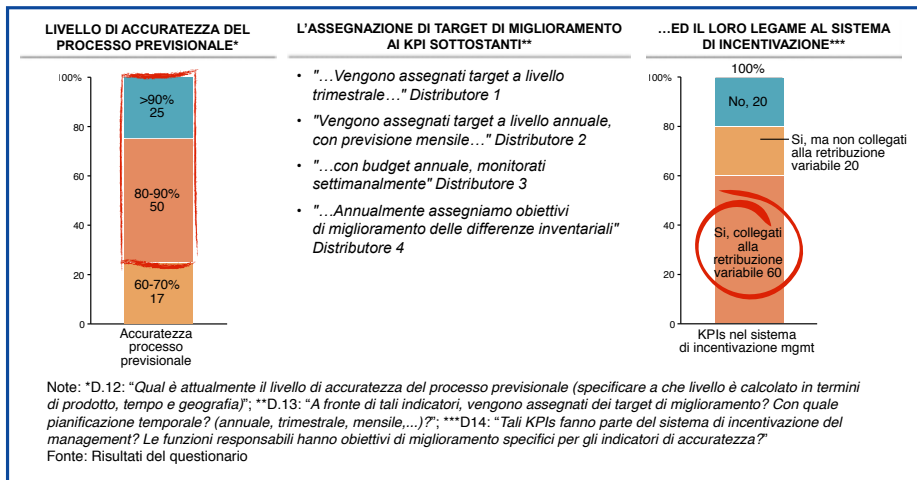 LIVELLO DI ACCURATEZZA DEL
PROCESSO PREVISIONALE*
100%
80
60
40
20
0
>90%
25
80-90%
50
60-70%
17
Accuratezza
processo
previsionale
L'ASSEGNAZIONE DI TARGET DI MIGLIORAMENTO
AI KPI SOTTOSTANTI**
• "...Vengono assegnati target a livello
trimestrale..." Distributore 1
• "Vengono assegnati target a livello annuale,
con previsione mensile..." Distributore 2
• "...con budget annuale, monitorati
settimanalmente" Distributore 3
• "...Annualmente assegniamo obiettivi
di miglioramento delle differenze inventariali"
Distributore 4
...ED IL LORO LEGAME AL SISTEMA
DI INCENTIVAZIONE***
100%
100%
80
60
40
20
0
No, 20
Si, ma non collegati
alla retribuzione
variabile 20
Si, collegati
alla
retribuzione
variabile 60
KPIs nel sistema
di incentivazione mgmt
Note: *D.12: "Qual è attualmente il livello di accuratezza del processo previsionale (specificare a che livello è calcolato in termini
di prodotto, tempo e geografia)"; **D.13: "A fronte di tali indicatori, vengono assegnati dei target di miglioramento? Con quale
pianificazione temporale? (annuale, trimestrale, mensile,...)?"; ***D14: "Tali KPIs fanno parte del sistema di incentivazione del
management? Le funzioni responsabili hanno obiettivi di miglioramento specifici per gli indicatori di accuratezza?"
Fonte: Risultati del questionario